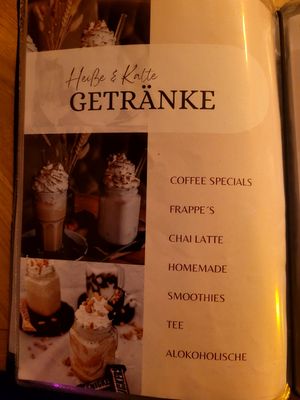 Heiße & Kalte
GETRÄNKE
COFFEE SPECIALS
FRAPPE´S
CHAI LATTE
HOMEMADE
SMOOTHIES
TEE
ALOKOHOLISCHE